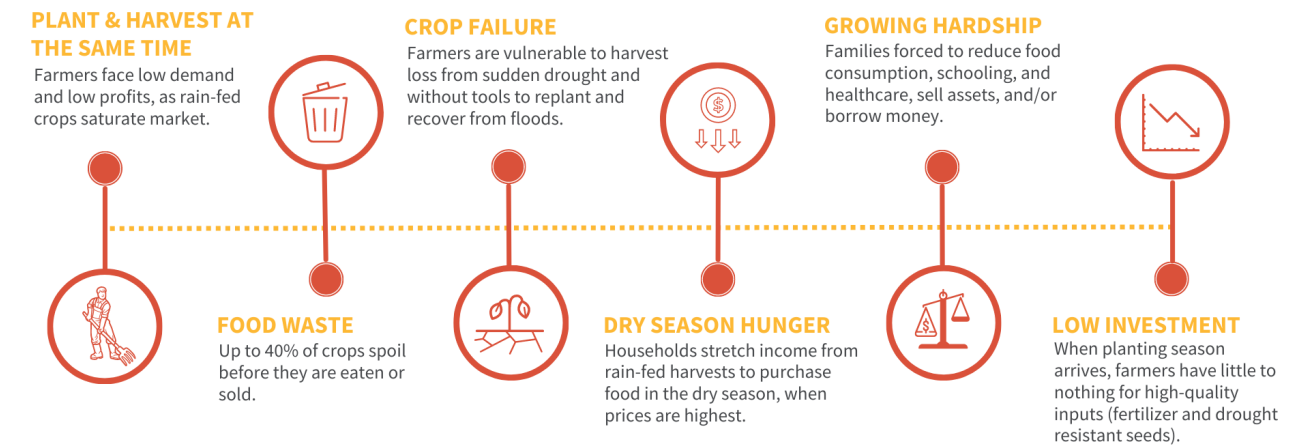 PLANT & HARVEST AT
THE SAME TIME
Farmers face low demand
and low profits, as rain-fed
crops saturate market.
FOOD WASTE
Up to 40% of crops spoil
before they are eaten or
sold.
CROP FAILURE
Farmers are vulnerable to harvest
loss from sudden drought and
without tools to replant and
recover from floods.
$
DRY SEASON HUNGER
Households stretch income from
rain-fed harvests to purchase
food in the dry season, when
prices are highest.
GROWING HARDSHIP
Families forced to reduce food
consumption, schooling, and
healthcare, sell assets, and/or
borrow money.
$
LOW INVESTMENT
When planting season
arrives, farmers have little to
nothing for high-quality
inputs (fertilizer and drought
resistant seeds).